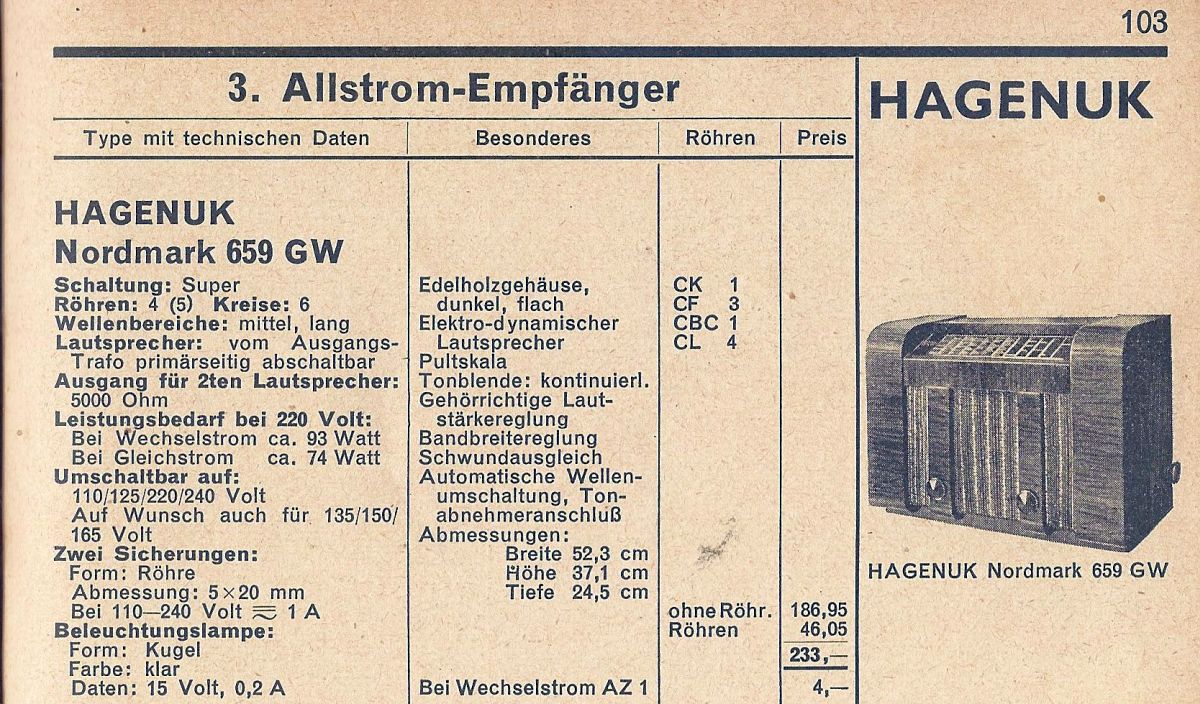 103
3. Allstrom-Empfänger
Type mit technischen Daten
Besonderes
Röhren
Preis
HAGENUK
Nordmark 659 GW
Schaltung: Super
Röhren: 4 (5) Kreise: 6
Wellenbereiche: mittel, lang
Lautsprecher: vom Ausgangs-
Trafo primärseitig abschaltbar
Ausgang für 2ten Lautsprecher:
5000 Ohm
Leistungsbedarf bei 220 Volt:
Bei Wechselstrom ca. 93 Watt
Bei Gleichstrom ca. 74 Watt
Umschaltbar auf:
110/125/220/240 Volt
Auf Wunsch auch für 135/150/
165 Volt
Zwei Sicherungen:
Form: Röhre
Abmessung: 5×20 mm
Bei 110—240 Volt ≂ 1 A
Beleuchtungslampe:
Form: Kugel
Farbe: klar
Daten: 15 Volt, 0,2 A
Edelholzgehäuse,
dunkel, flach
Elektro-dynamischer
Lautsprecher
Pultskala
Tonblende: kontinuierl.
Gehörrichtige Laut-
stärkereglung
Bandbreitereglung
Schwundausgleich
Automatische Wellen-
umschaltung, Ton-
abnehmeranschluß
Abmessungen:
Breite 52,3 cm
Höhe 37,1 cm
Tiefe 24,5 cm
Bei Wechselstrom AZ 1
CK 1
CF 3
CBC 1
CL 4
ohne Röhr. 186,95
Röhren 46,05
233,—
4,—
HAGENUK
HAGENUK Nordmark 659 GW